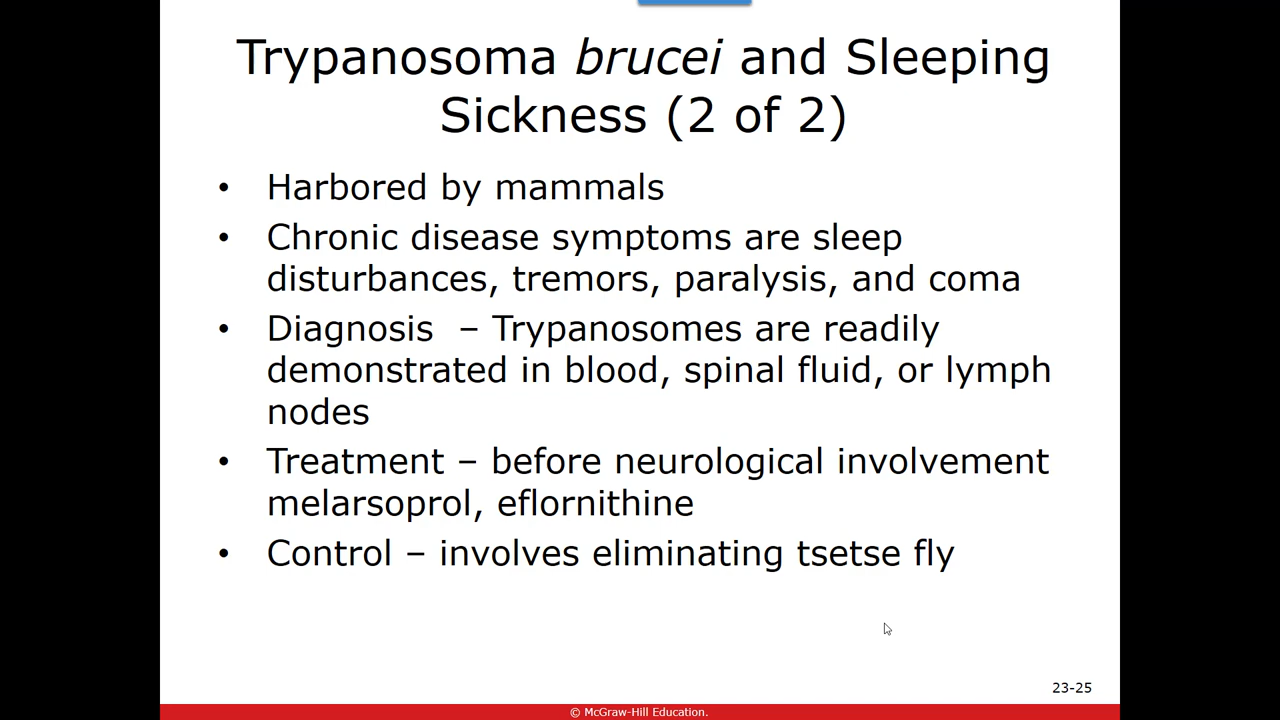 Trypanosoma brucei and Sleeping
Sickness (2 of 2)
• Harbored by mammals
• Chronic disease symptoms are sleep
disturbances, tremors, paralysis, and coma
• Diagnosis  – Trypanosomes are readily
demonstrated in blood, spinal fluid, or lymph
nodes
• Treatment – before neurological involvement
melarsoprol, eflornithine
• Control – involves eliminating tsetse fly
23-25
© McGraw-Hill Education.